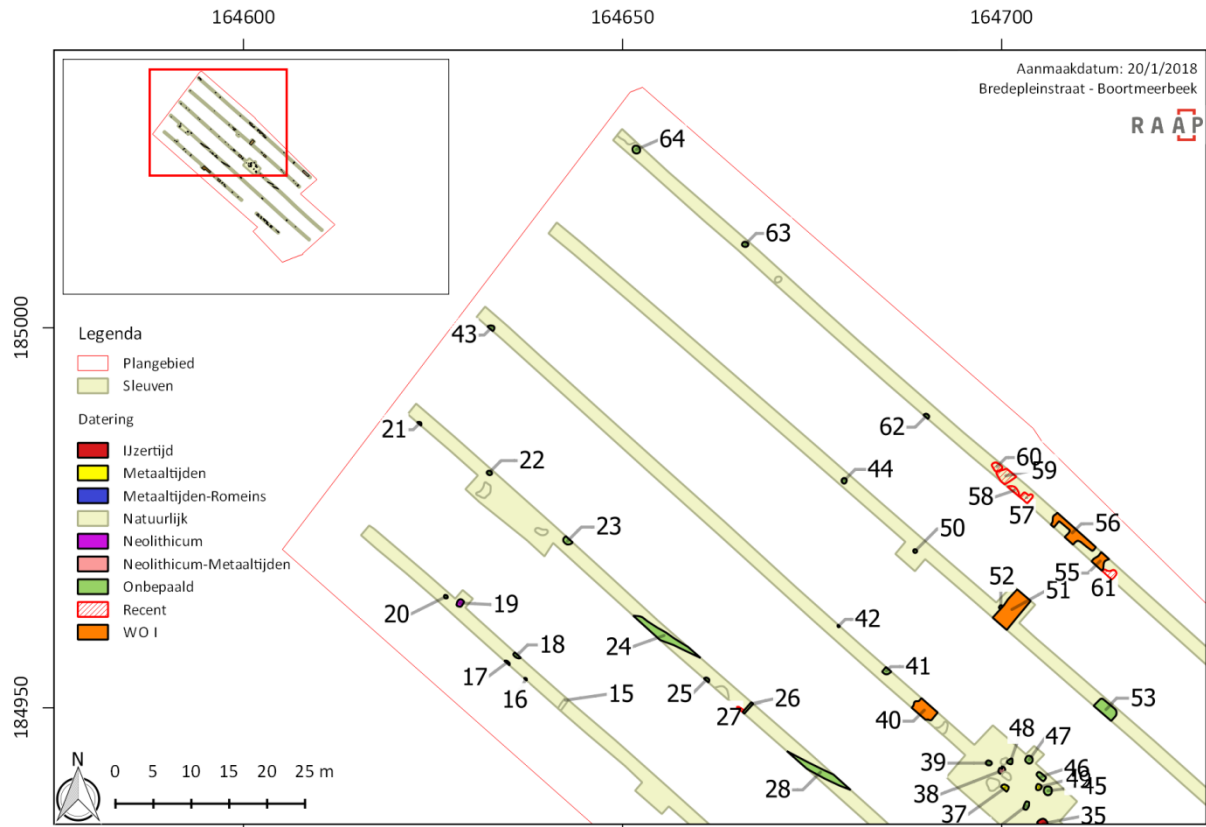 164600 164650 164700
Aanmaakdatum: 20/1/2018
Bredepleinstraat - Boortmeerbeek
RAAP
185000
184950
Legenda
Plangebied
Sleuven
Datering
IJzertijd
Metaaltijden
Metaaltijden-Romeins
Natuurlijk
Neolithicum
Neolithicum-Metaaltijden
Onbepaald
Recent
WO I
N
0 5 10 15 20 25 m
64
63
43
62
21
22
44
60
59
58
57
56
23
50
55
61
52
51
20
19
24
42
18
17
41
16
15
25
26
27
40
53
48
47
39
46
28
38
49
45
37
35